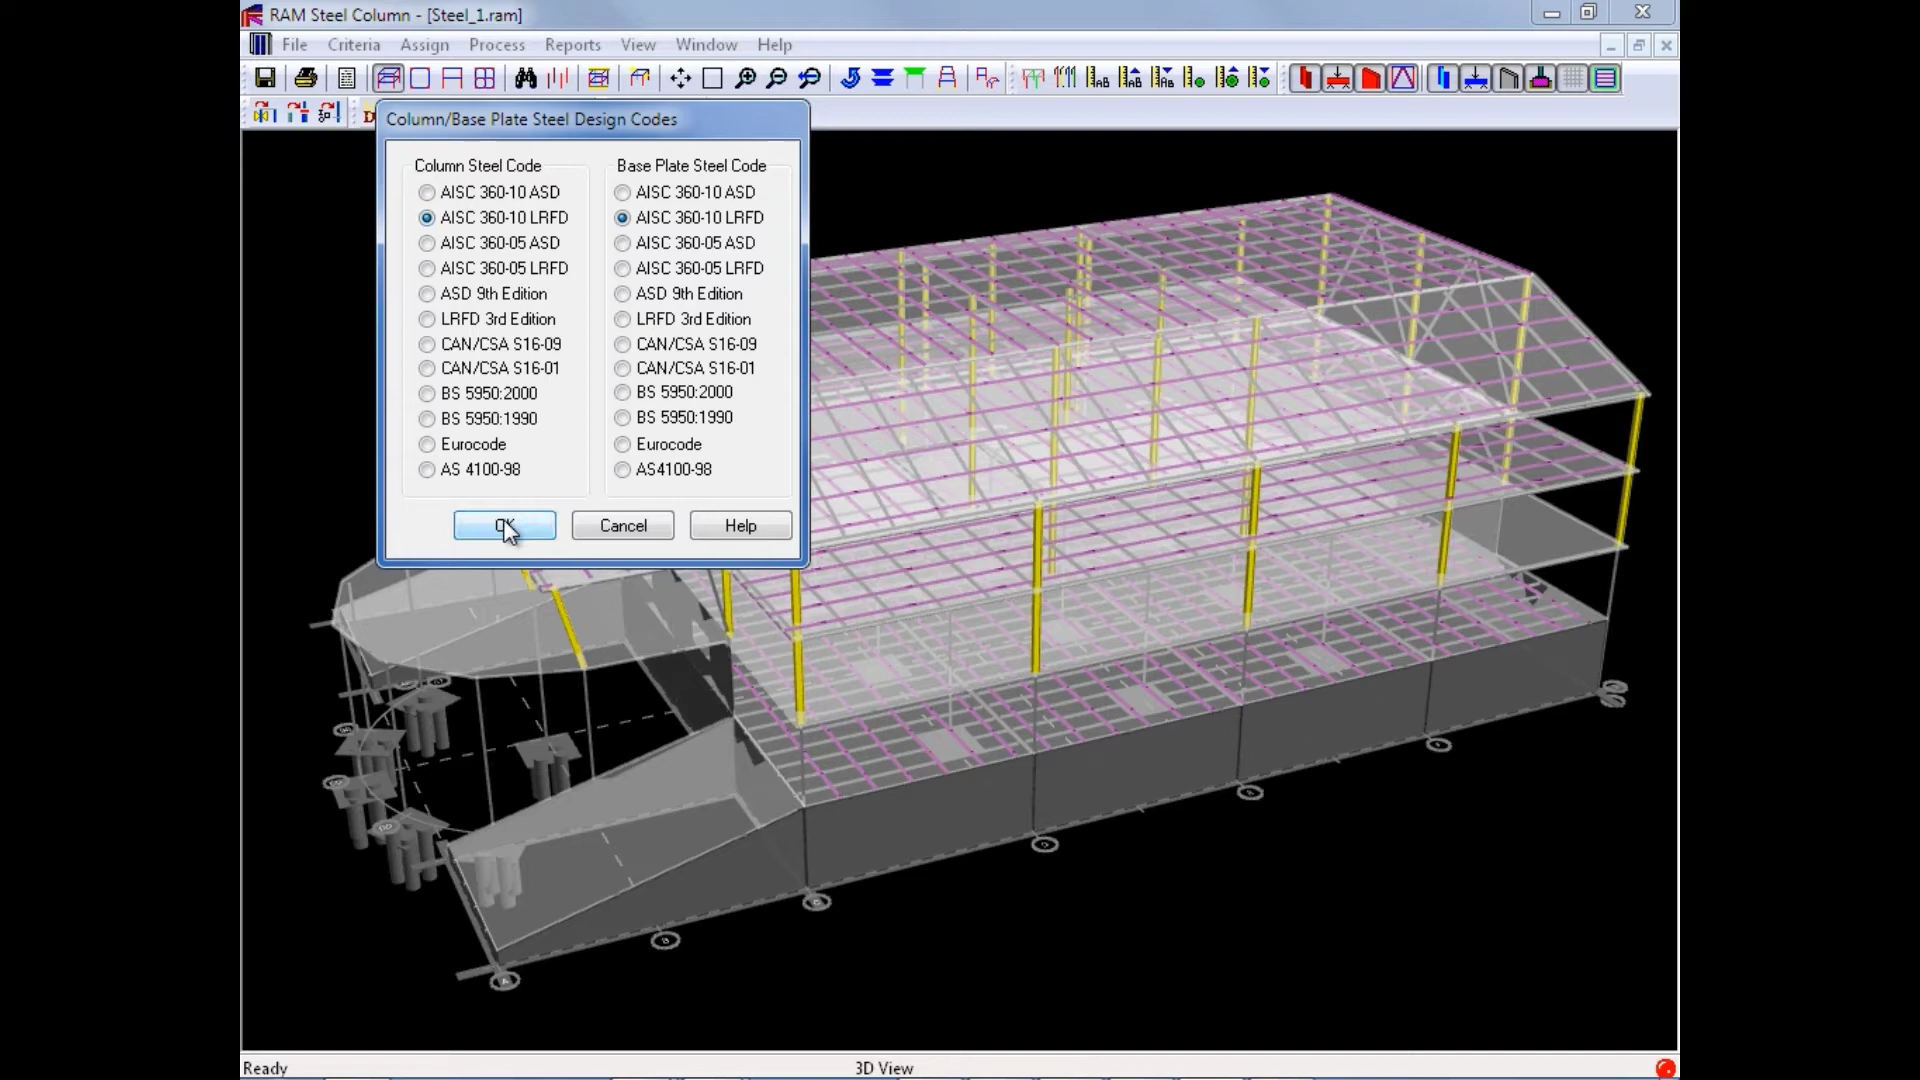 RAM Steel Column - [Steel_1.ram]
File Criteria Assign Process Reports View Window Help
Column/Base Plate Steel Design Codes
Column Steel Code
AISC 360-10 ASD
AISC 360-10 LRFD
AISC 360-05 ASD
AISC 360-05 LRFD
ASD 9th Edition
LRFD 3rd Edition
CAN/CSA S16-09
CAN/CSA S16-01
BS 5950:2000
BS 5950:1990
Eurocode
AS 4100-98
Base Plate Steel Code
AISC 360-10 ASD
AISC 360-10 LRFD
AISC 360-05 ASD
AISC 360-05 LRFD
ASD 9th Edition
LRFD 3rd Edition
CAN/CSA S16-09
CAN/CSA S16-01
BS 5950:2000
BS 5950:1990
Eurocode
AS4100-98
OK Cancel Help
Ready 3D View